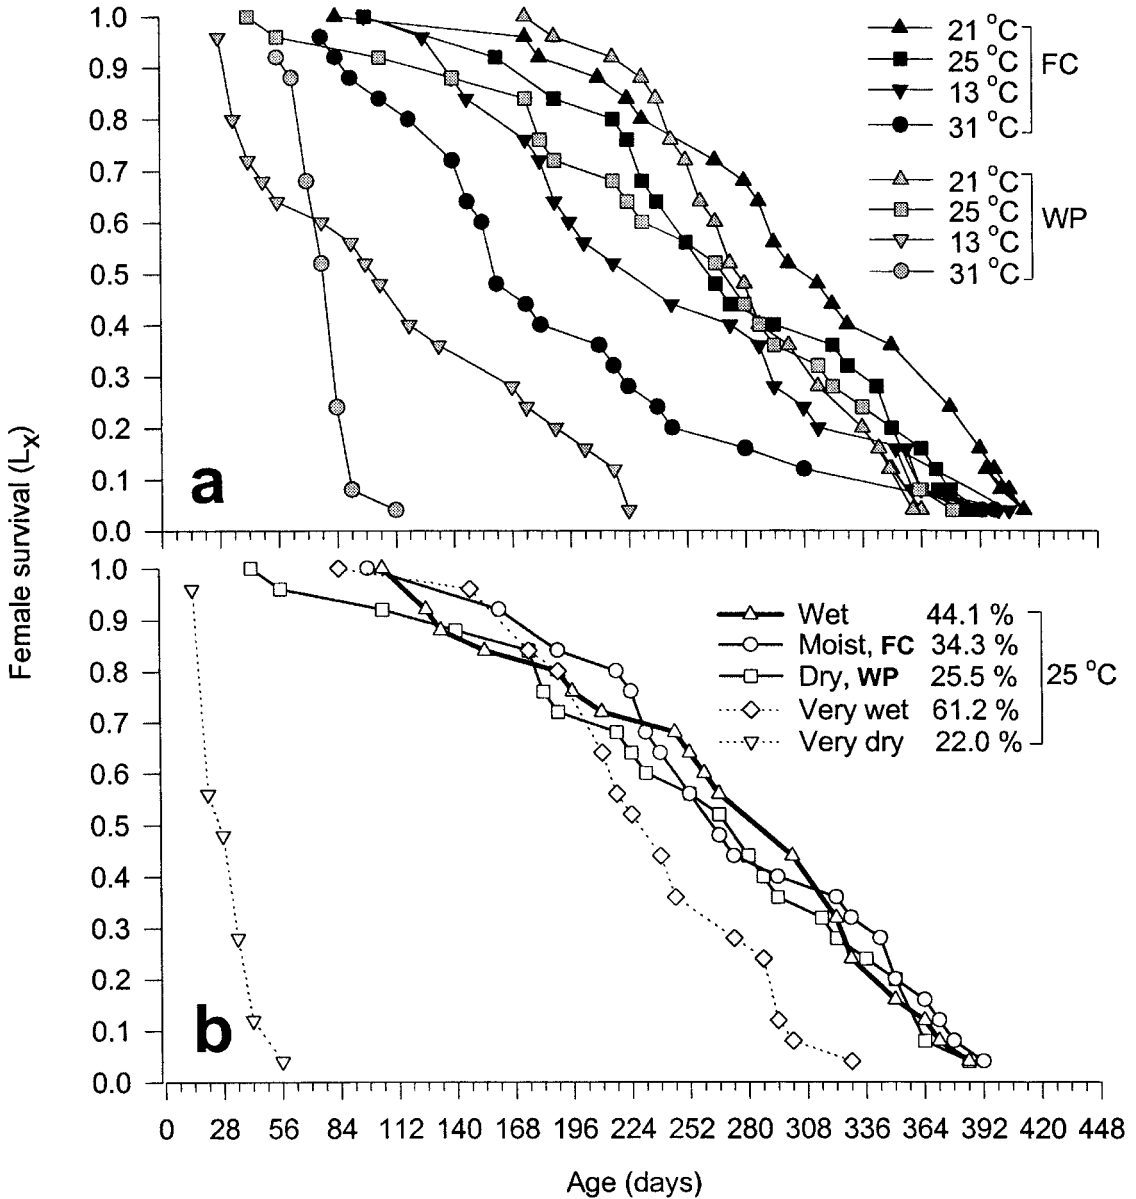 1.0
0.9
0.8
0.7
0.6
0.5
0.4
0.3
0.2
0.1
0.0
a
21 °C
25 °C
13 °C
31 °C
FC
21 °C
25 °C
13 °C
31 °C
WP
Female survival (Lx)
1.0
0.9
0.8
0.7
0.6
0.5
0.4
0.3
0.2
0.1
0.0
b
Wet 44.1 %
Moist, FC 34.3 %
Dry, WP 25.5 %
Very wet 61.2 %
Very dry 22.0 %
25 °C
0 28 56 84 112 140 168 196 224 252 280 308 336 364 392 420 448
Age (days)